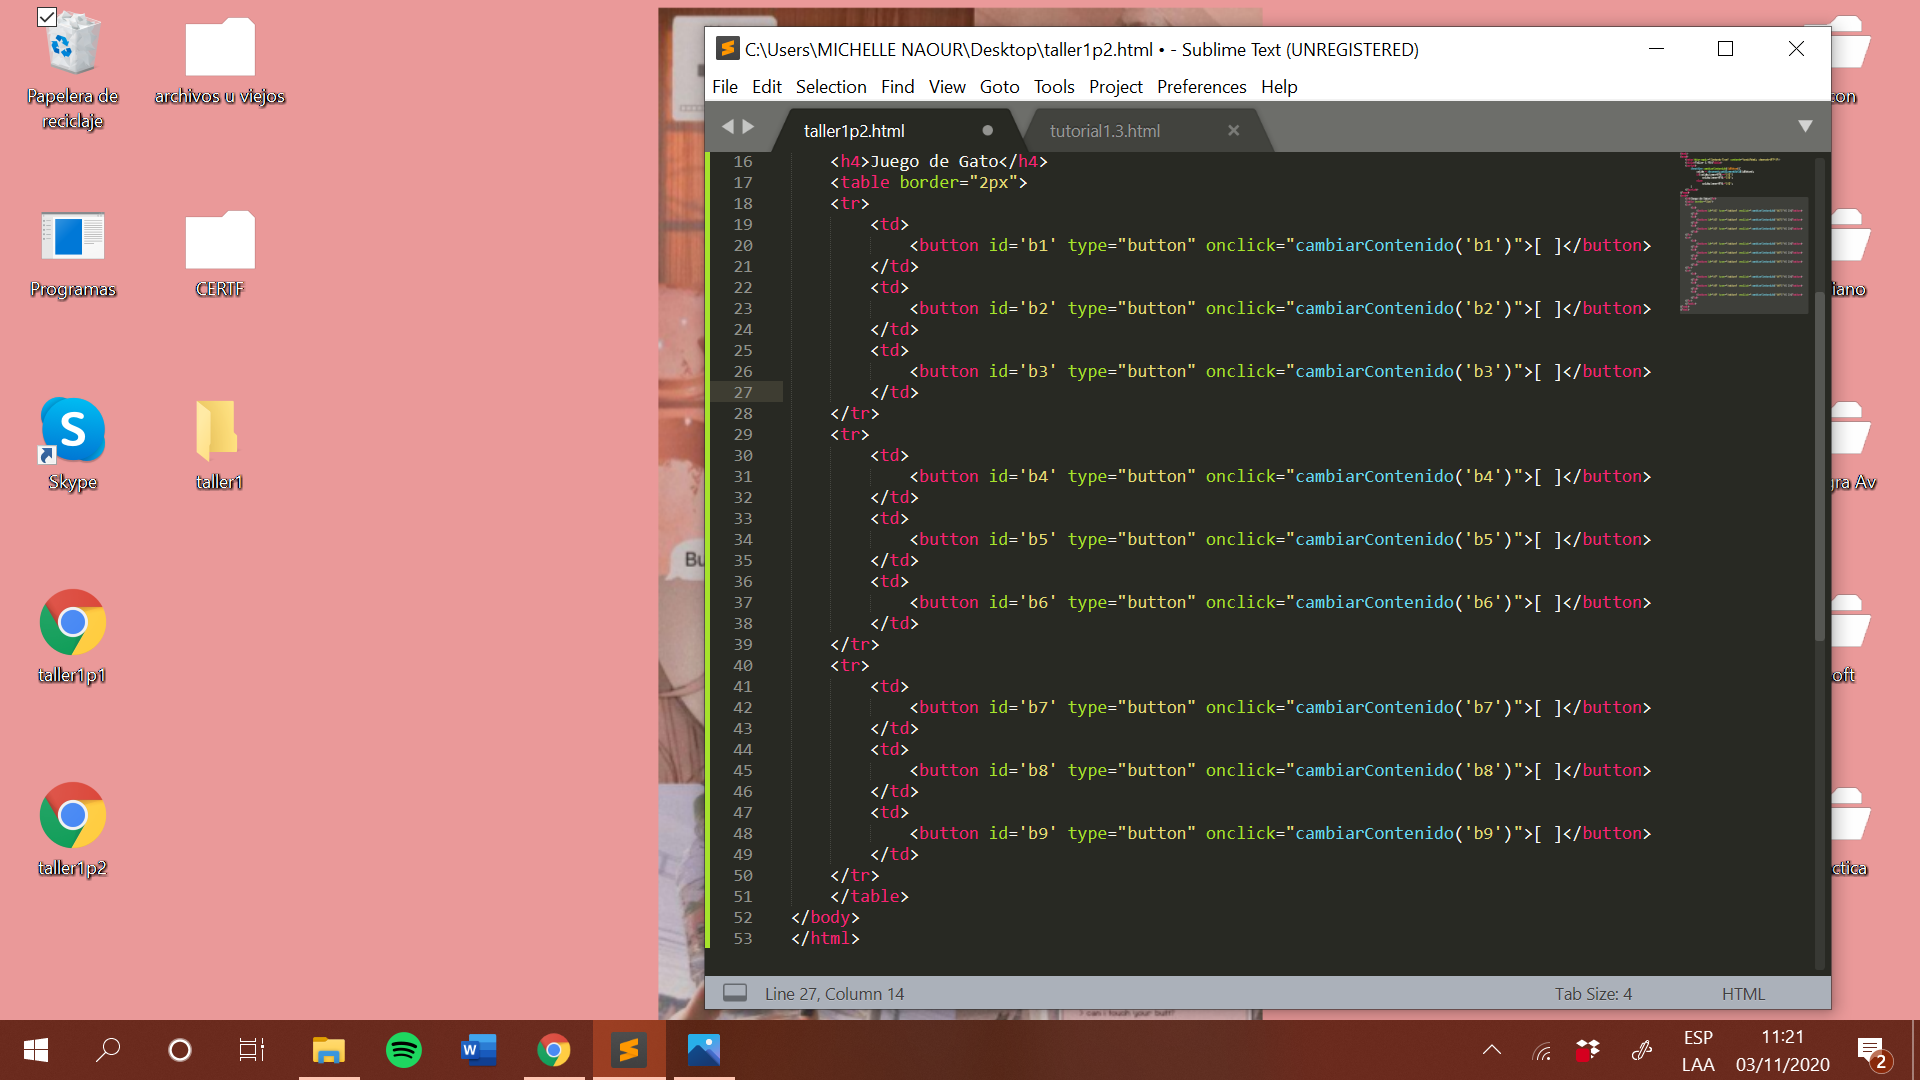 Papelera de
reciclaje
archivos u viejos
Programas
CERTF
Skype
taller1
taller1p1
taller1p2
C:\Users\MICHELLE NAOUR\Desktop\taller1p2.html • - Sublime Text (UNREGISTERED)
File Edit Selection Find View Goto Tools Project Preferences Help
taller1p2.html
tutorial1.3.html
16 <h4>Juego de Gato</h4>
17 <table border="2px">
18 <tr>
19 <td>
20 <button id='b1' type="button" onclick="cambiarContenido('b1')">[ ]</button>
21 </td>
22 <td>
23 <button id='b2' type="button" onclick="cambiarContenido('b2')">[ ]</button>
24 </td>
25 <td>
26 <button id='b3' type="button" onclick="cambiarContenido('b3')">[ ]</button>
27 </td>
28 </tr>
29 <tr>
30 <td>
31 <button id='b4' type="button" onclick="cambiarContenido('b4')">[ ]</button>
32 </td>
33 <td>
34 <button id='b5' type="button" onclick="cambiarContenido('b5')">[ ]</button>
35 </td>
36 <td>
37 <button id='b6' type="button" onclick="cambiarContenido('b6')">[ ]</button>
38 </td>
39 </tr>
40 <tr>
41 <td>
42 <button id='b7' type="button" onclick="cambiarContenido('b7')">[ ]</button>
43 </td>
44 <td>
45 <button id='b8' type="button" onclick="cambiarContenido('b8')">[ ]</button>
46 </td>
47 <td>
48 <button id='b9' type="button" onclick="cambiarContenido('b9')">[ ]</button>
49 </td>
50 </tr>
51 </table>
52 </body>
53 </html>
Line 27, Column 14
Tab Size: 4
HTML
Bu
con
iano
gra Av
oft
ctica
can i touch your butt?
ESP
LAA
11:21
03/11/2020
2